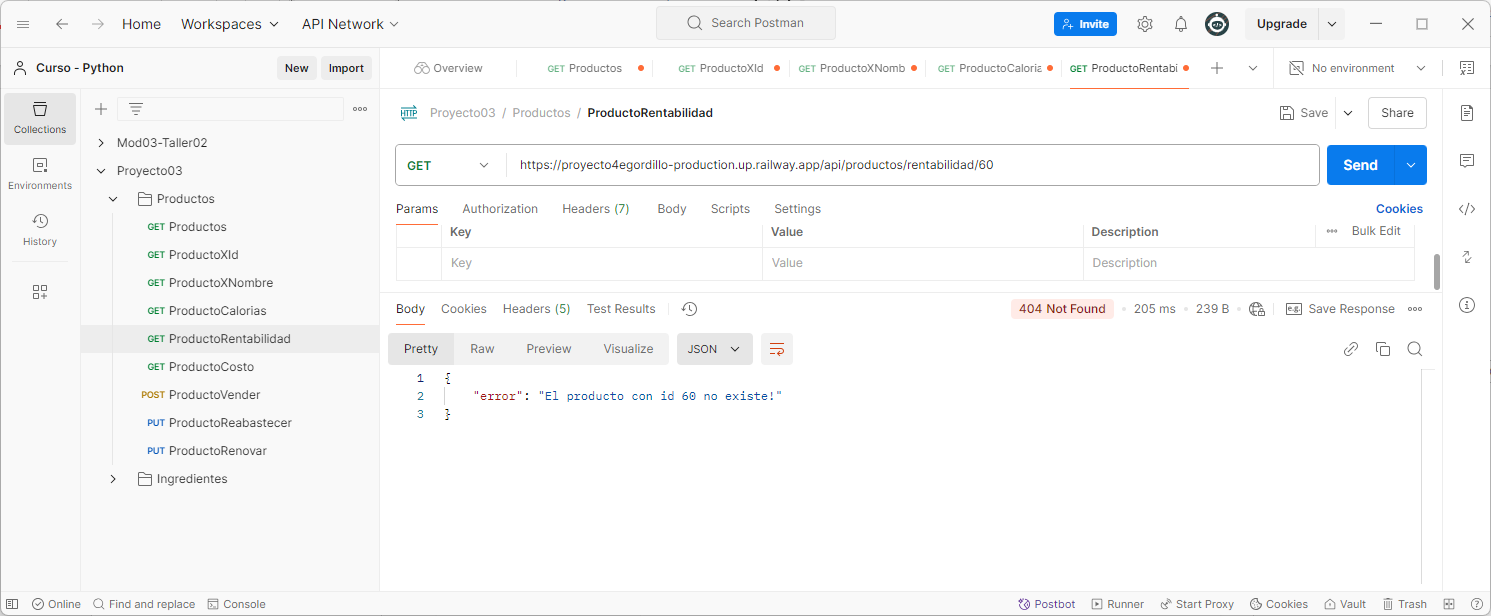 Home Workspaces API Network Search Postman Invite Upgrade
Curso - Python New Import
Overview GET Productos GET ProductoXId GET ProductoXNomb GET ProductoCaloria GET ProductoRentabi No environment
Collections
Environments
History
Mod03-Taller02
Proyecto03
Productos
GET Productos
GET ProductoXId
GET ProductoXNombre
GET ProductoCalorias
GET ProductoRentabilidad
GET ProductoCosto
POST ProductoVender
PUT ProductoReabastecer
PUT ProductoRenovar
Ingredientes
HTTP Proyecto03 / Productos / ProductoRentabilidad Save Share
GET https://proyecto4egordillo-production.up.railway.app/api/productos/rentabilidad/60 Send
Params Authorization Headers (7) Body Scripts Settings Cookies
Key Value Description Bulk Edit
Key Value Description
Body Cookies Headers (5) Test Results 404 Not Found 205 ms 239 B e.g. Save Response
Pretty Raw Preview Visualize JSON
1 {
2 "error": "El producto con id 60 no existe!"
3 }
Online Find and replace Console Postbot Runner Start Proxy Cookies Vault Trash